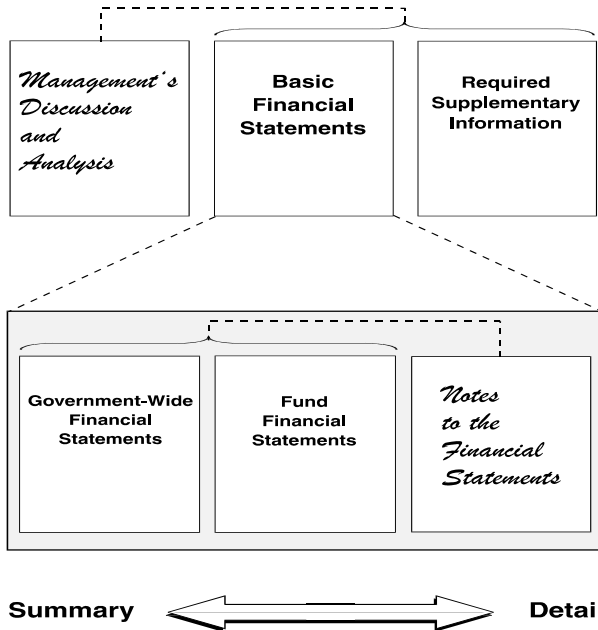 Management's
Discussion
and
Analysis
Basic
Financial
Statements
Required
Supplementary
Information
Government-Wide
Financial
Statements
Fund
Financial
Statements
Notes
to the
Financial
Statements
Summary
Detai